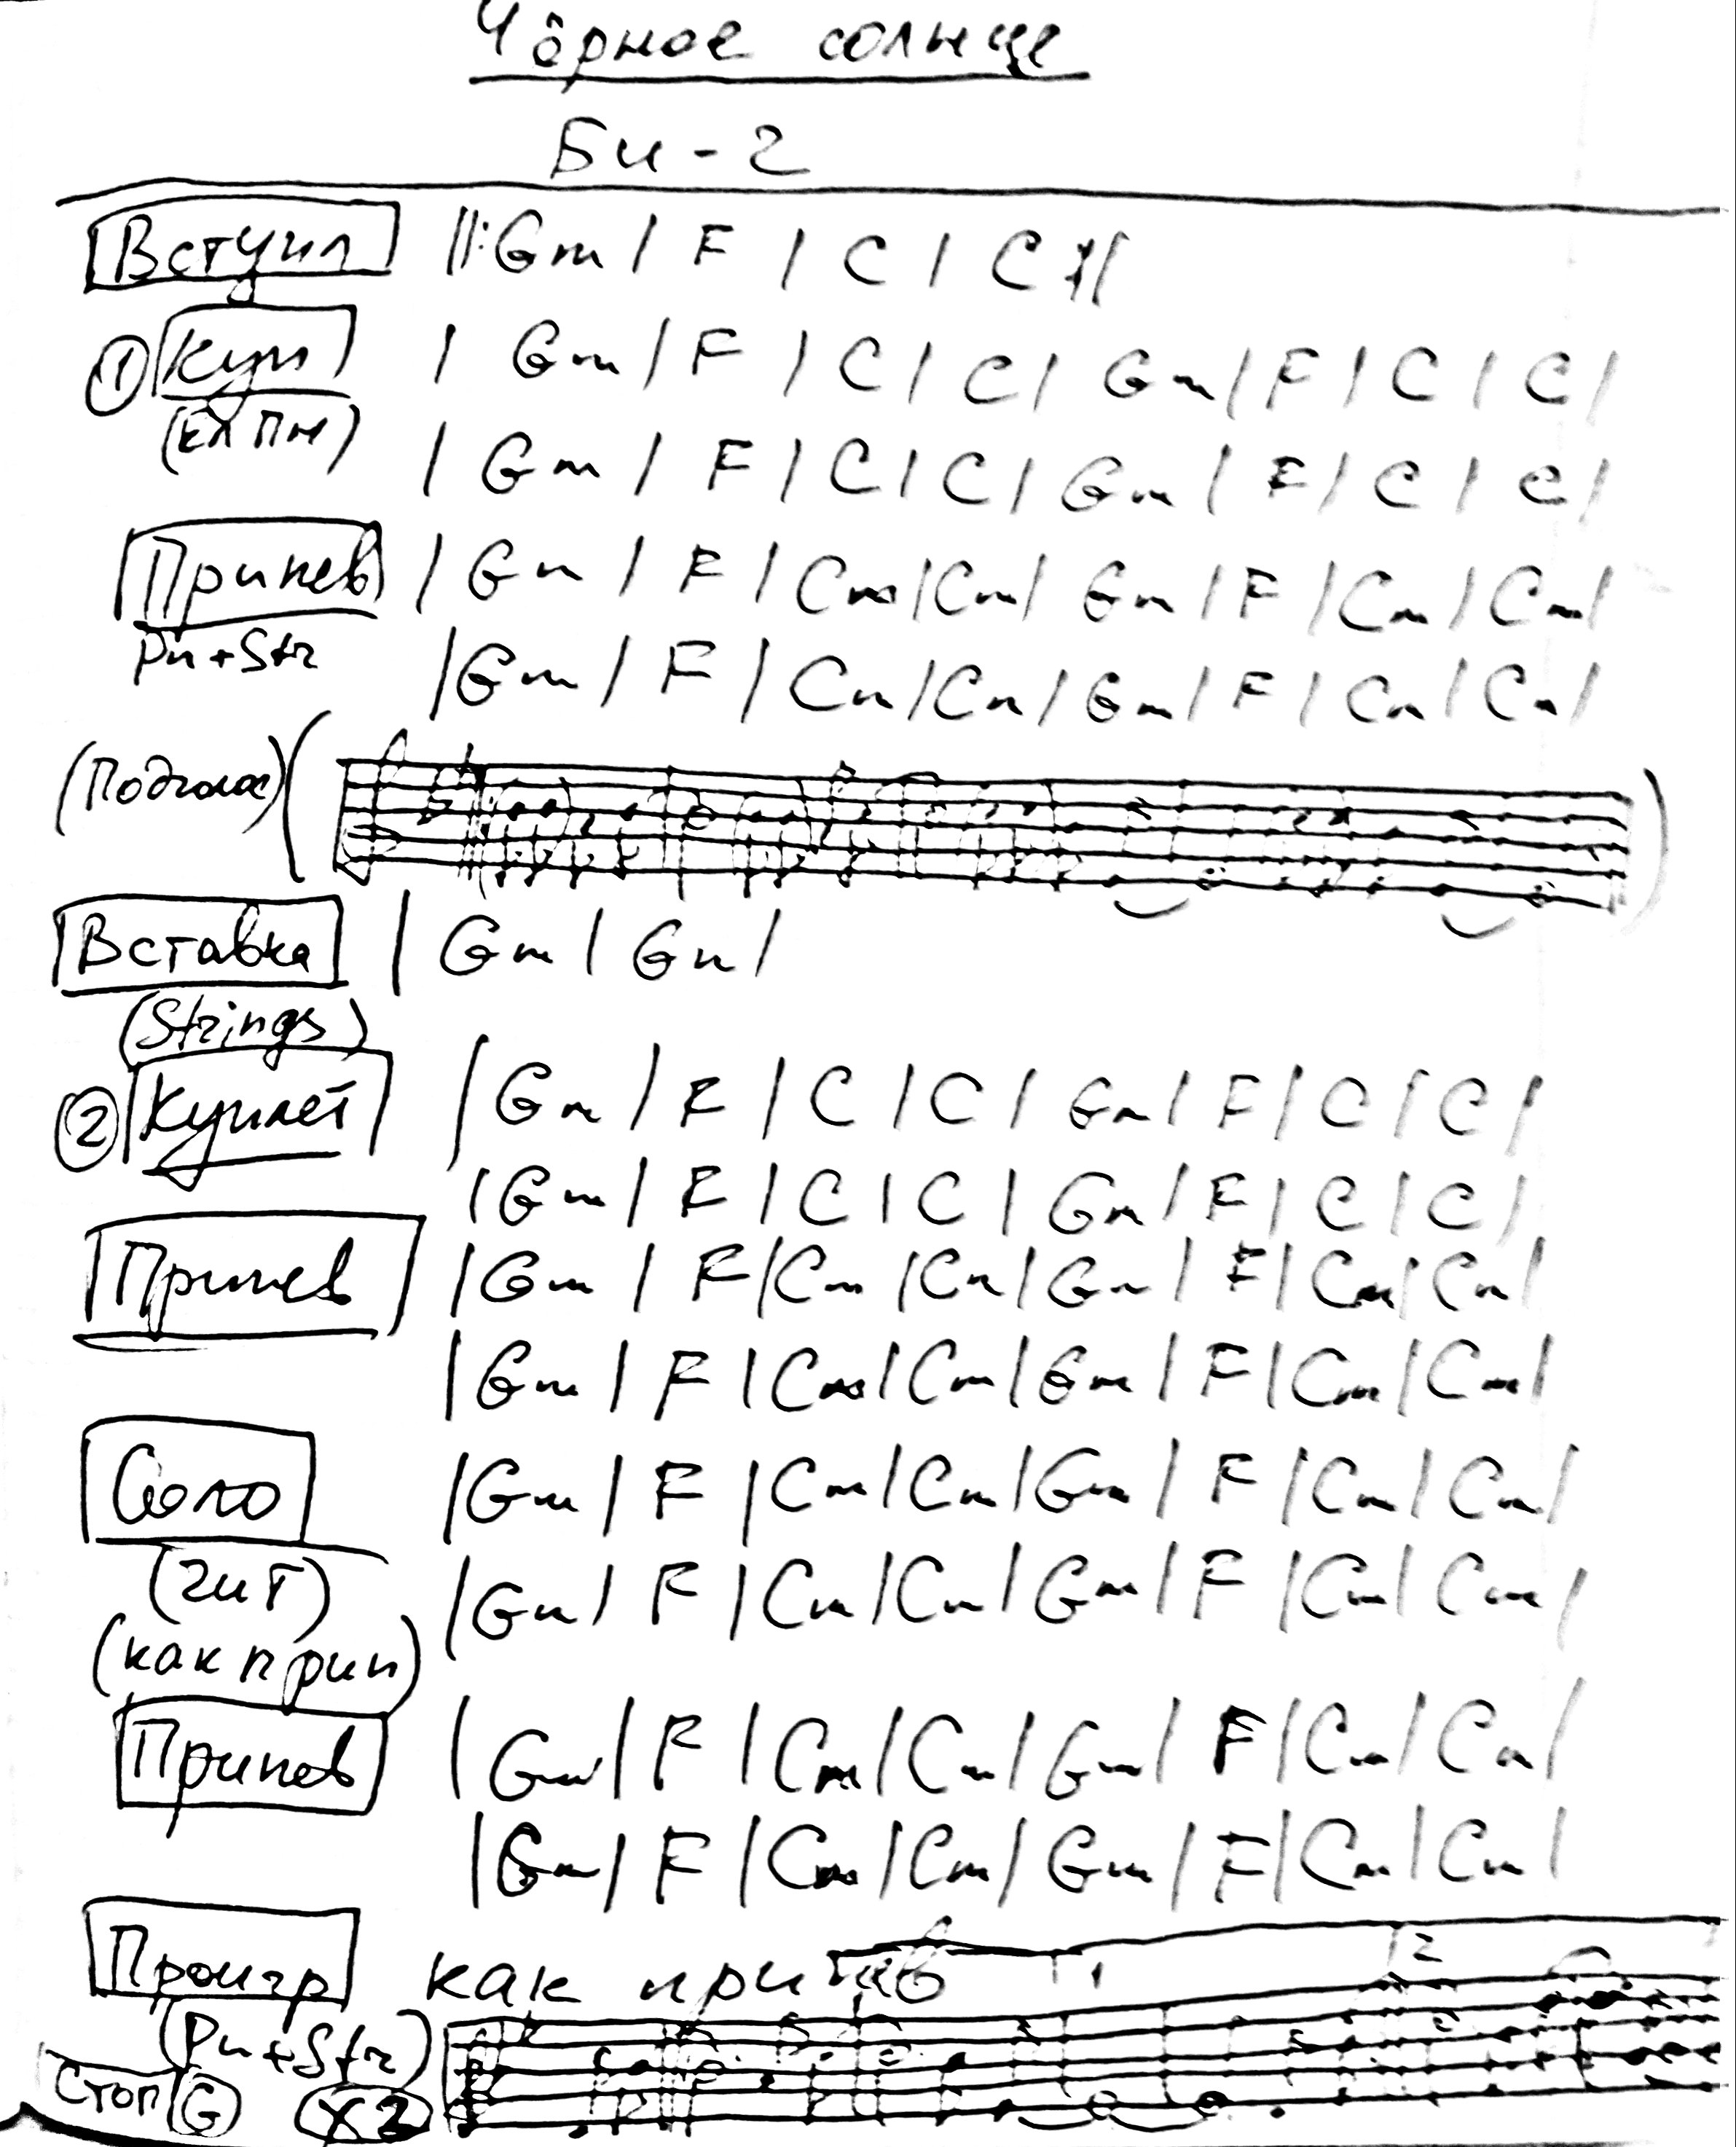 Чёрное солнце
Би-2
Вступл ||: Gm | F | C | C :||
① Куп | Gm | F | C | C | Gm | F | C | C |
(Эл Пн) | Gm | F | C | C | Gm | F | C | C |
Припев | Gm | F | Cm | Cm | Gm | F | Cm | Cm |
Pn + Str | Gm | F | Cm | Cm | Gm | F | Cm | Cm |
(Подголос)
Вставка | Gm | Gm |
(Strings)
② Куплет | Gm | F | C | C | Gm | F | C | C |
| Gm | F | C | C | Gm | F | C | C |
Припев | Gm | F | Cm | Cm | Gm | F | Cm | Cm |
| Gm | F | Cm | Cm | Gm | F | Cm | Cm |
Соло | Gm | F | Cm | Cm | Gm | F | Cm | Cm |
(гит) | Gm | F | Cm | Cm | Gm | F | Cm | Cm |
(как прип)
Припев | Gm | F | Cm | Cm | Gm | F | Cm | Cm |
| Gm | F | Cm | Cm | Gm | F | Cm | Cm |
Проигр как припев 1 2
(Pn + Str)
Стоп G x2